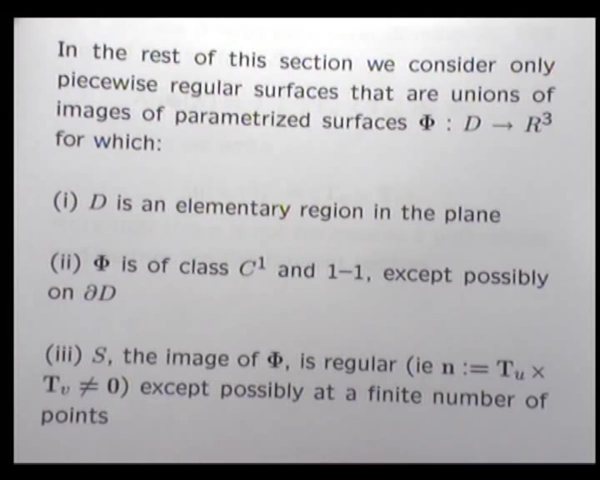 In the rest of this section we consider only
piecewise regular surfaces that are unions of
images of parametrized surfaces Φ : D → R³
for which:
(i) D is an elementary region in the plane
(ii) Φ is of class C¹ and 1–1, except possibly
on ∂D
(iii) S, the image of Φ, is regular (ie n := Tᵤ ×
Tᵥ ≠ 0) except possibly at a finite number of
points